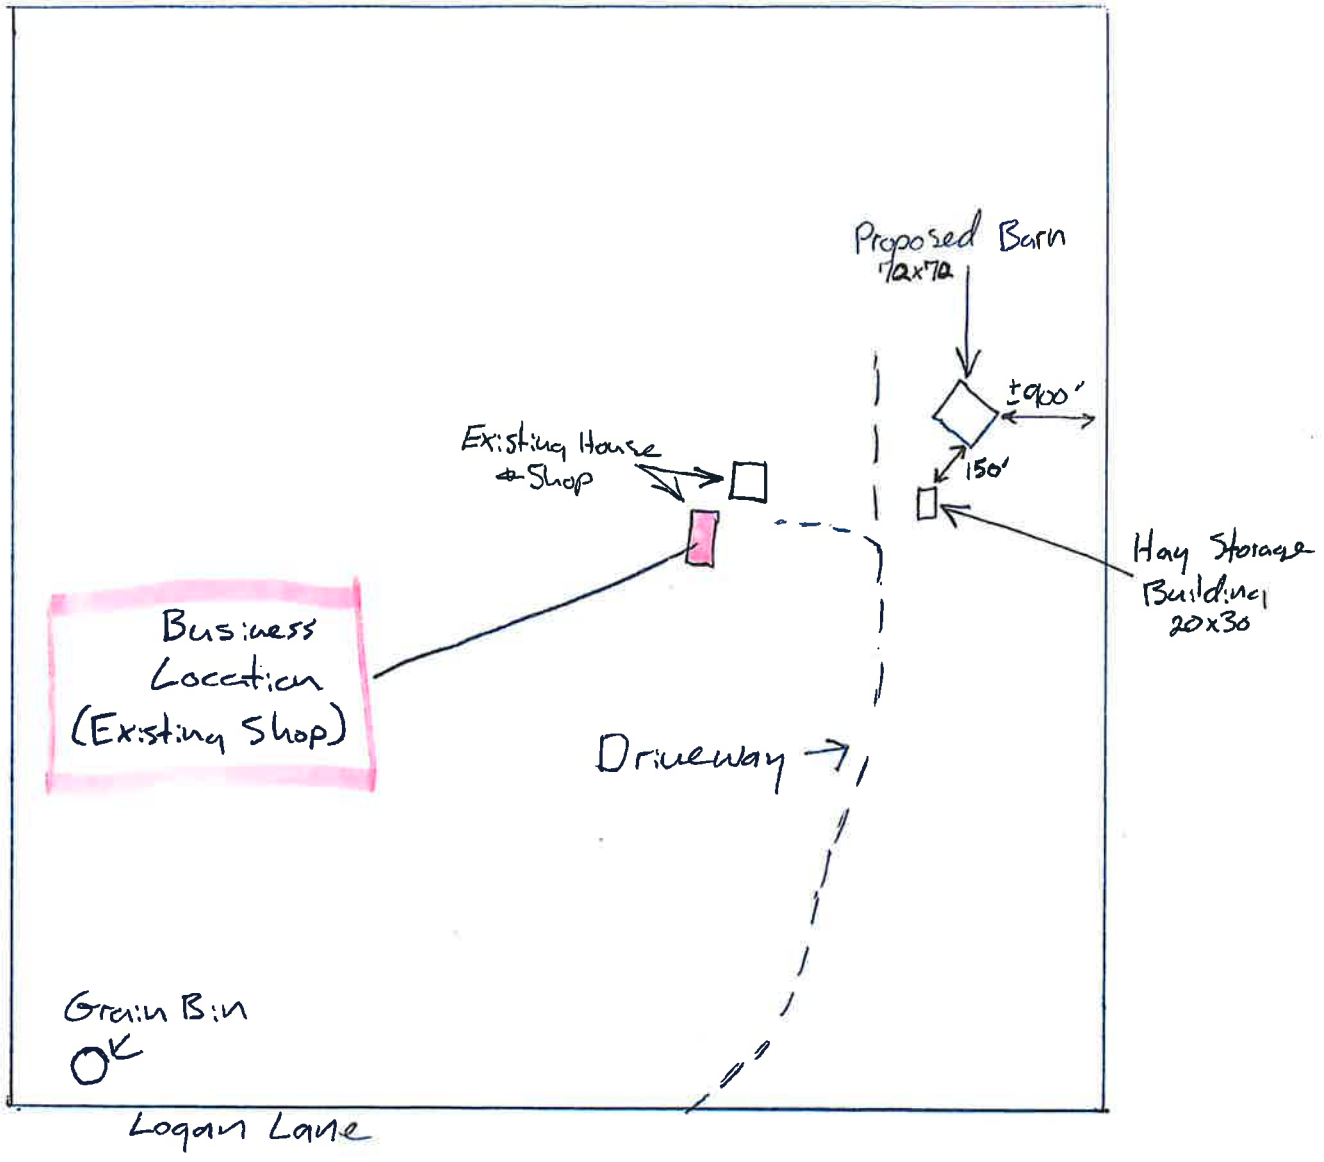 Proposed Barn
72x72
±900'
Existing House
& Shop
150'
Hay Storage
Building
20x30
Business
Location
(Existing Shop)
Driveway
Grain Bin
Logan Lane